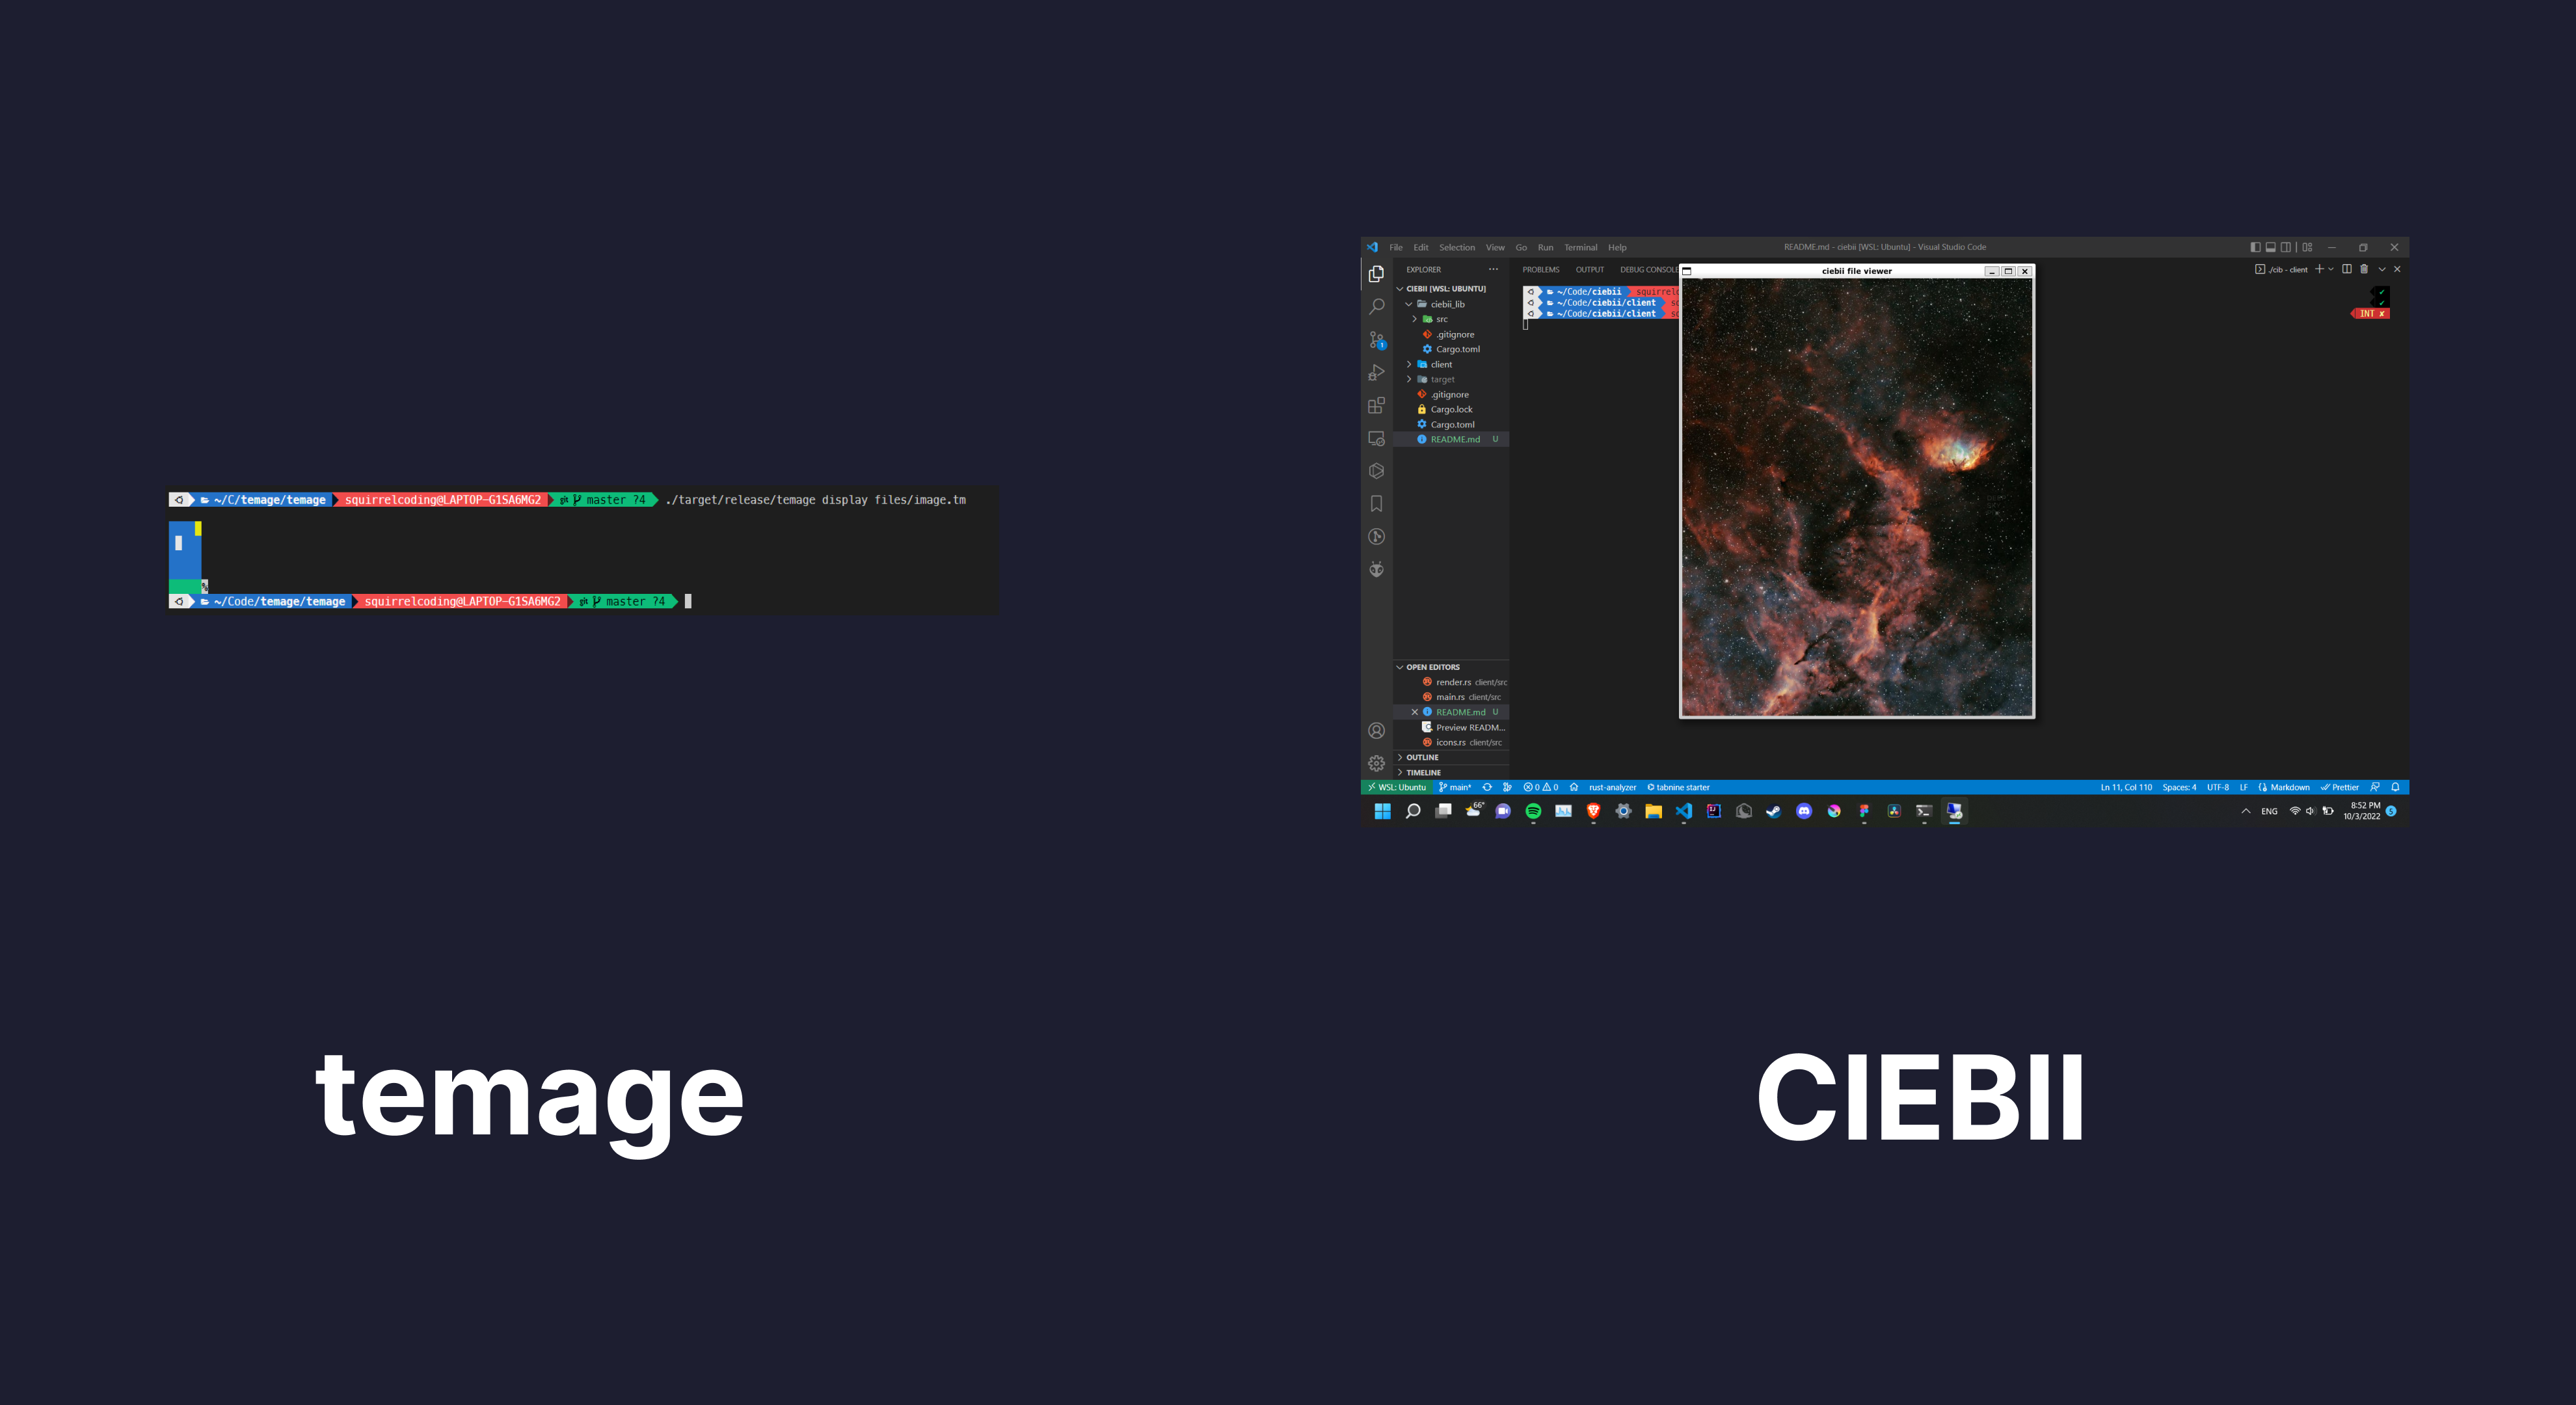 ~/C/temage/temage squirrelcoding@LAPTOP-G1SA6MG2 git master ?4 ./target/release/temage display files/image.tm
%
~/Code/temage/temage squirrelcoding@LAPTOP-G1SA6MG2 git master ?4
temage
File Edit Selection View Go Run Terminal Help README.md - ciebii [WSL: Ubuntu] - Visual Studio Code
EXPLORER
CIEBII [WSL: UBUNTU]
ciebii_lib
src
.gitignore
Cargo.toml
client
target
.gitignore
Cargo.lock
Cargo.toml
README.md U
OPEN EDITORS
render.rs client/src
main.rs client/src
README.md U
Preview READM...
icons.rs client/src
OUTLINE
TIMELINE
PROBLEMS OUTPUT DEBUG CONSOLE
./cib - client
~/Code/ciebii
~/Code/ciebii/client
~/Code/ciebii/client
INT ✘
ciebii file viewer
WSL: Ubuntu main* 0 0 rust-analyzer tabnine starter Ln 11, Col 110 Spaces: 4 UTF-8 LF Markdown Prettier
1
66°
ENG
8:52 PM
10/3/2022
5
CIEBII